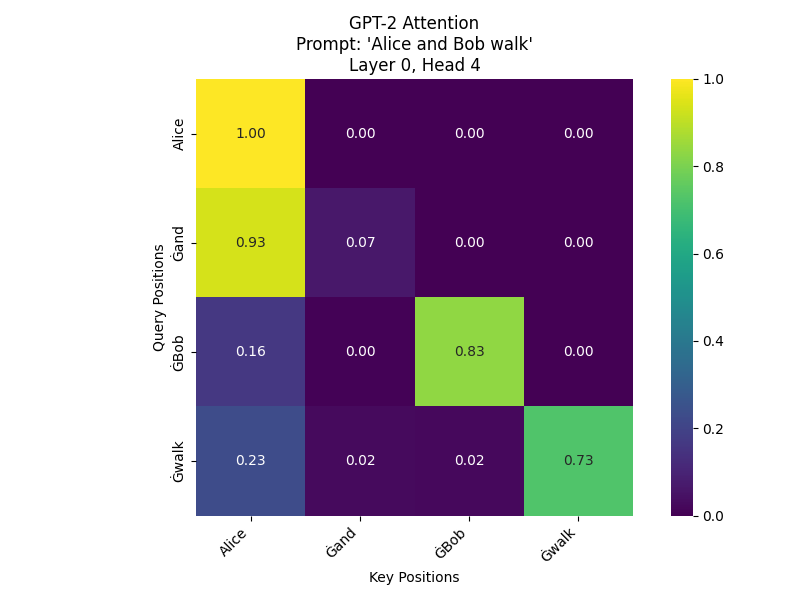 GPT-2 Attention
Prompt: 'Alice and Bob walk'
Layer 0, Head 4
Query Positions
Alice
1.00 0.00 0.00 0.00
Ġand
0.93 0.07 0.00 0.00
ĠBob
0.16 0.00 0.83 0.00
Ġwalk
0.23 0.02 0.02 0.73
Alice Ġand ĠBob Ġwalk
Key Positions
1.0
0.8
0.6
0.4
0.2
0.0